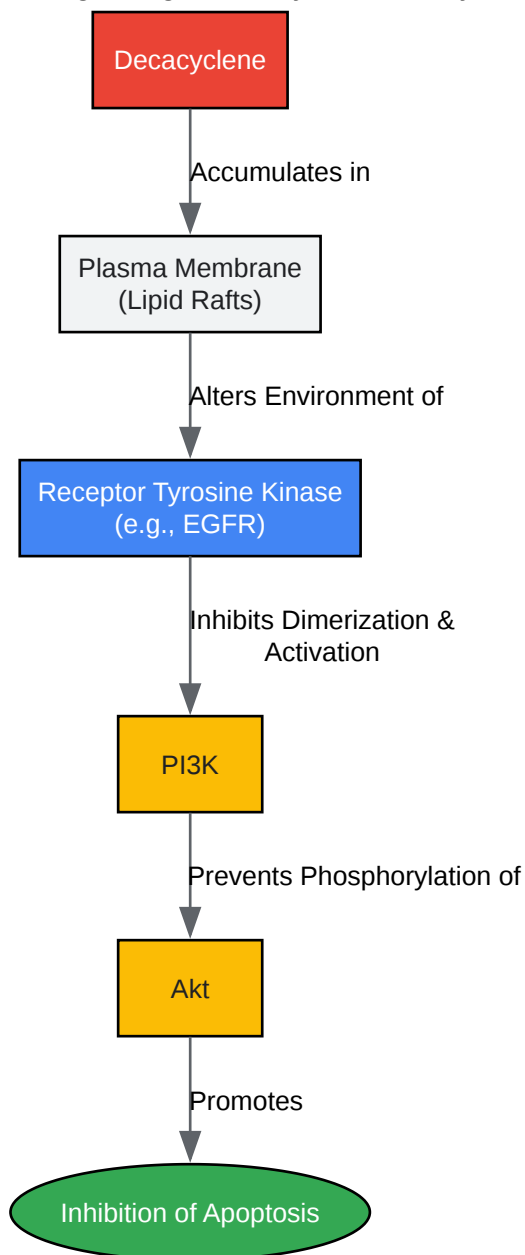 Decacyclene
Accumulates in
Plasma Membrane
(Lipid Rafts)
Alters Environment of
Receptor Tyrosine Kinase
(e.g., EGFR)
Inhibits Dimerization &
Activation
PI3K
Prevents Phosphorylation of
Akt
Promotes
Inhibition of Apoptosis